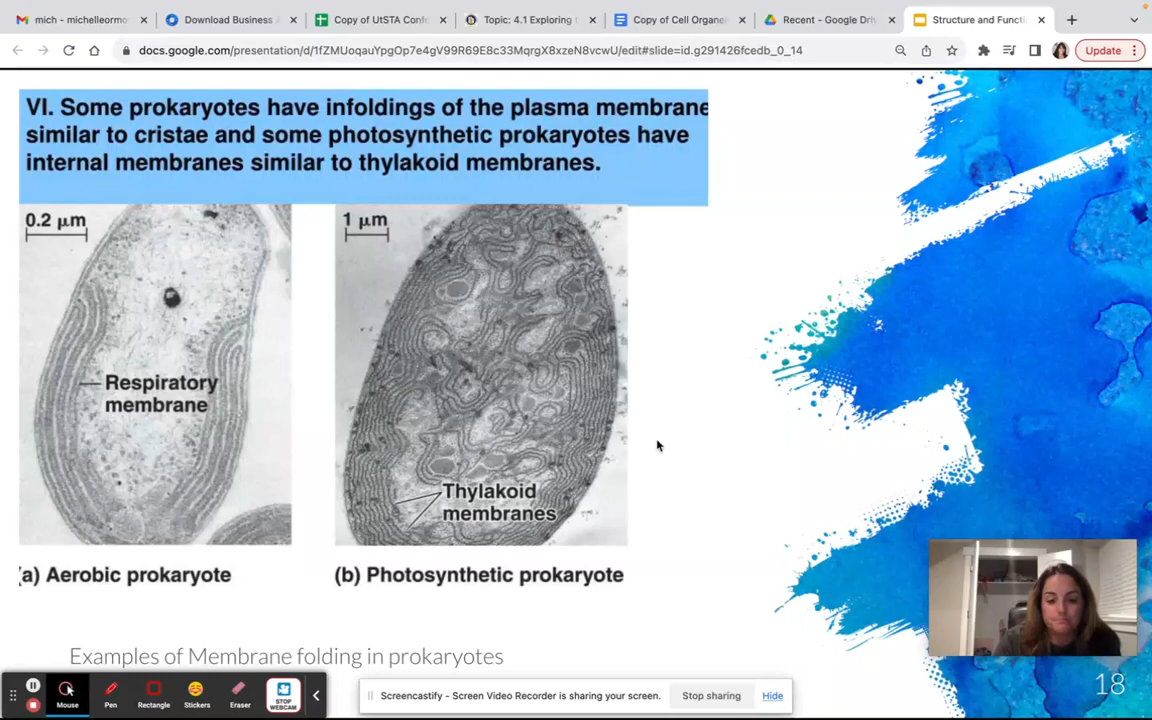 mich - michelleormo
Download Business
Copy of UtSTA Conf
Topic: 4.1 Exploring
Copy of Cell Organel
Recent - Google Dri
Structure and Functi
docs.google.com/presentation/d/1fZMUoqauYpgOp7e4gV99R69E8c33MqrgX8xzeN8vcwU/edit#slide=id.g291426fcedb_0_14
Update
VI. Some prokaryotes have infoldings of the plasma membrane
similar to cristae and some photosynthetic prokaryotes have
internal membranes similar to thylakoid membranes.
0.2 µm
1 µm
Respiratory
membrane
Thylakoid
membranes
(a) Aerobic prokaryote
(b) Photosynthetic prokaryote
Examples of Membrane folding in prokaryotes
18
Mouse
Pen
Rectangle
Stickers
Eraser
STOP
WEBCAM
Screencastify - Screen Video Recorder is sharing your screen.
Stop sharing
Hide